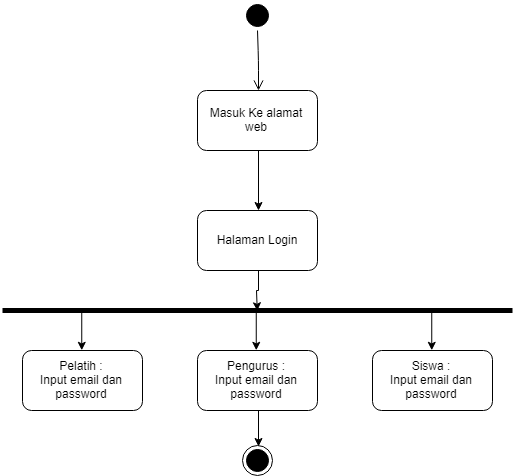 Masuk Ke alamat
web
Halaman Login
Pelatih :
Input email dan
password
Pengurus :
Input email dan
password
Siswa :
Input email dan
password